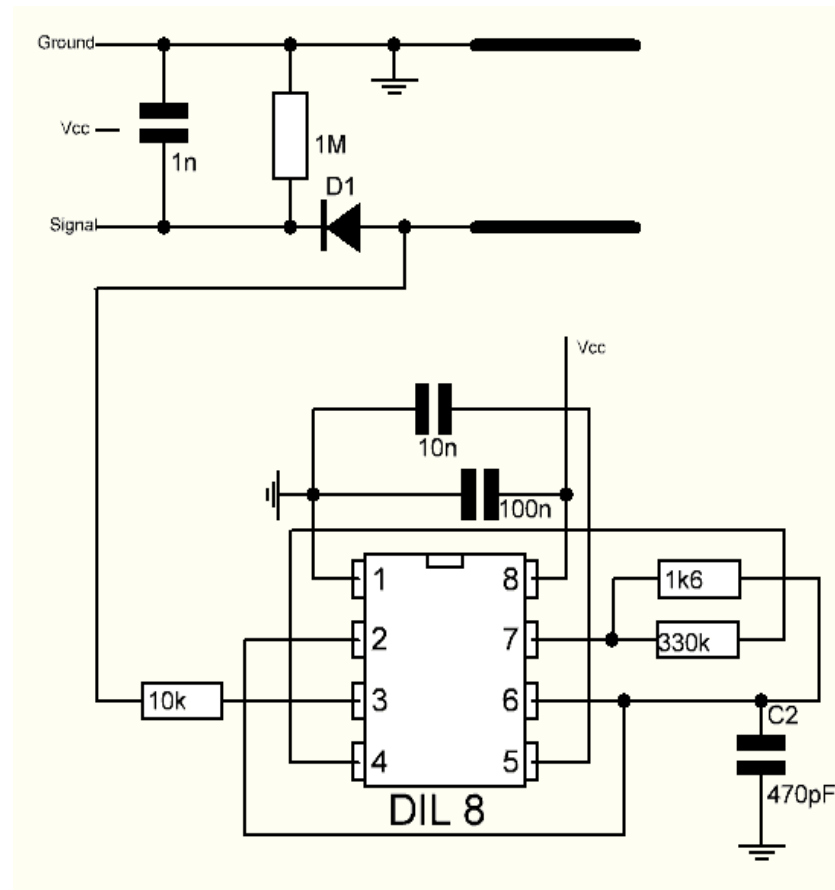 Ground
Vcc
1n
1M
Signal
D1
Vcc
10n
100n
1 8
1k6
2 7
330k
10k
3 6
C2
4 5
470pF
DIL 8